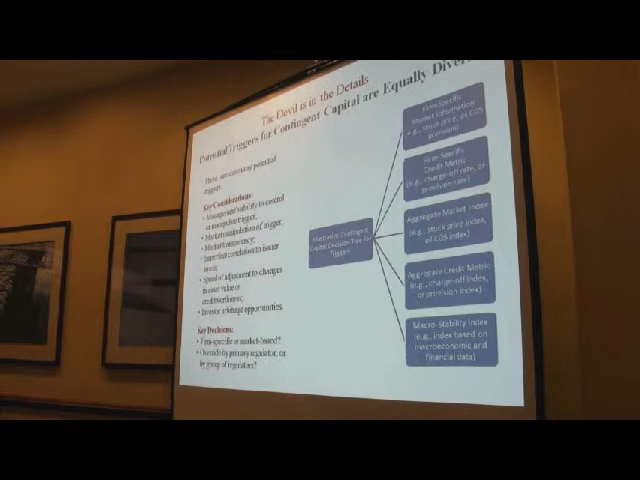 The Devil is in the Details
Potential Triggers for Contingent Capital are Equally Diver
There are many potential
triggers.
Key Considerations:
• Management's ability to control
or manipulate trigger;
• Market manipulation of trigger;
• Market transparency;
• Imperfect correlation to issuer
• Speed of adjustment to changes
in asset value or
creditworthiness;
• Investor arbitrage opportunities.
Key Decisions:
• Firm-specific or market-based?
• Override by primary regulator, or
by group of regulators?
Illustrative Contingent
Capital Decision Tree for
Triggers
Firm Specific
Market Information
(e.g., stock price, or CDS
premium)
Firm Specific
Credit Metric
(e.g., charge-off rate, or
provision rate)
Aggregate Market Index
(e.g., stock price index,
of CDS index)
Aggregate Credit Metric
(e.g., charge-off index,
or provision index)
Macro-Stability Index
(e.g., index based on
macroeconomic and
financial data)